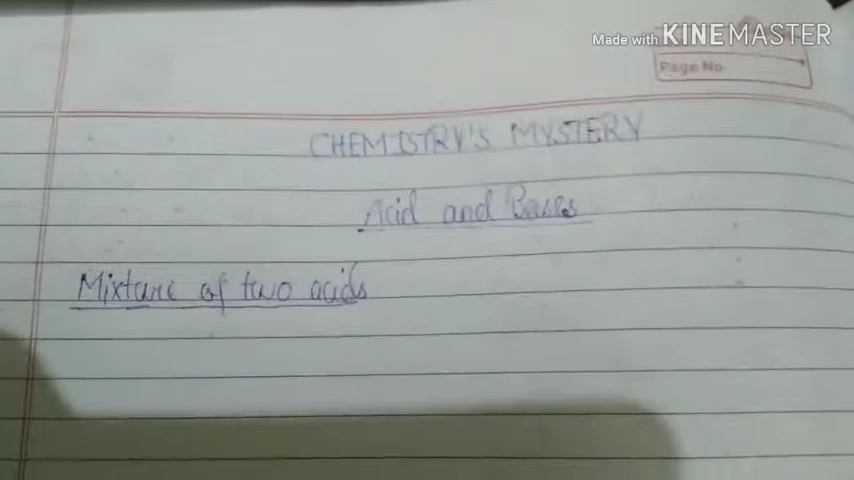 Made with KINEMASTER
Page No
CHEMISTRY'S MYSTERY
Acid and Bases
Mixture of two acids